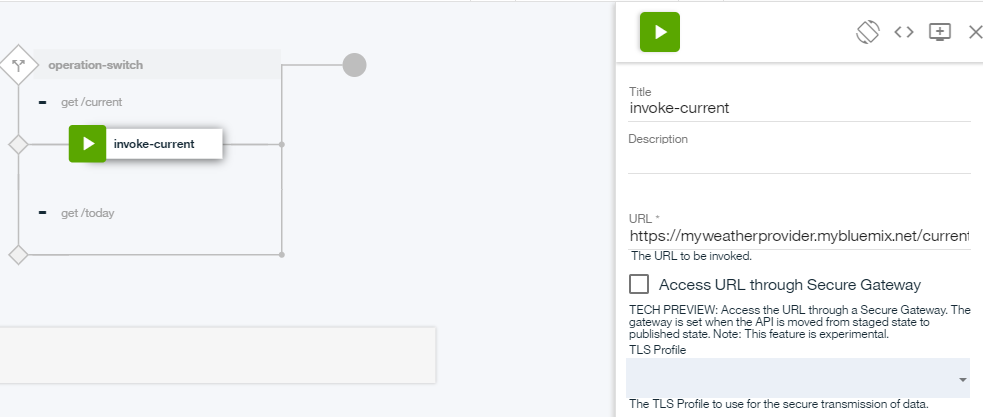 operation-switch
get /current
invoke-current
get /today
Title
invoke-current
Description
URL *
https://myweatherprovider.mybluemix.net/current
The URL to be invoked.
Access URL through Secure Gateway
TECH PREVIEW: Access the URL through a Secure Gateway. The
gateway is set when the API is moved from staged state to
published state. Note: This feature is experimental.
TLS Profile
The TLS Profile to use for the secure transmission of data.